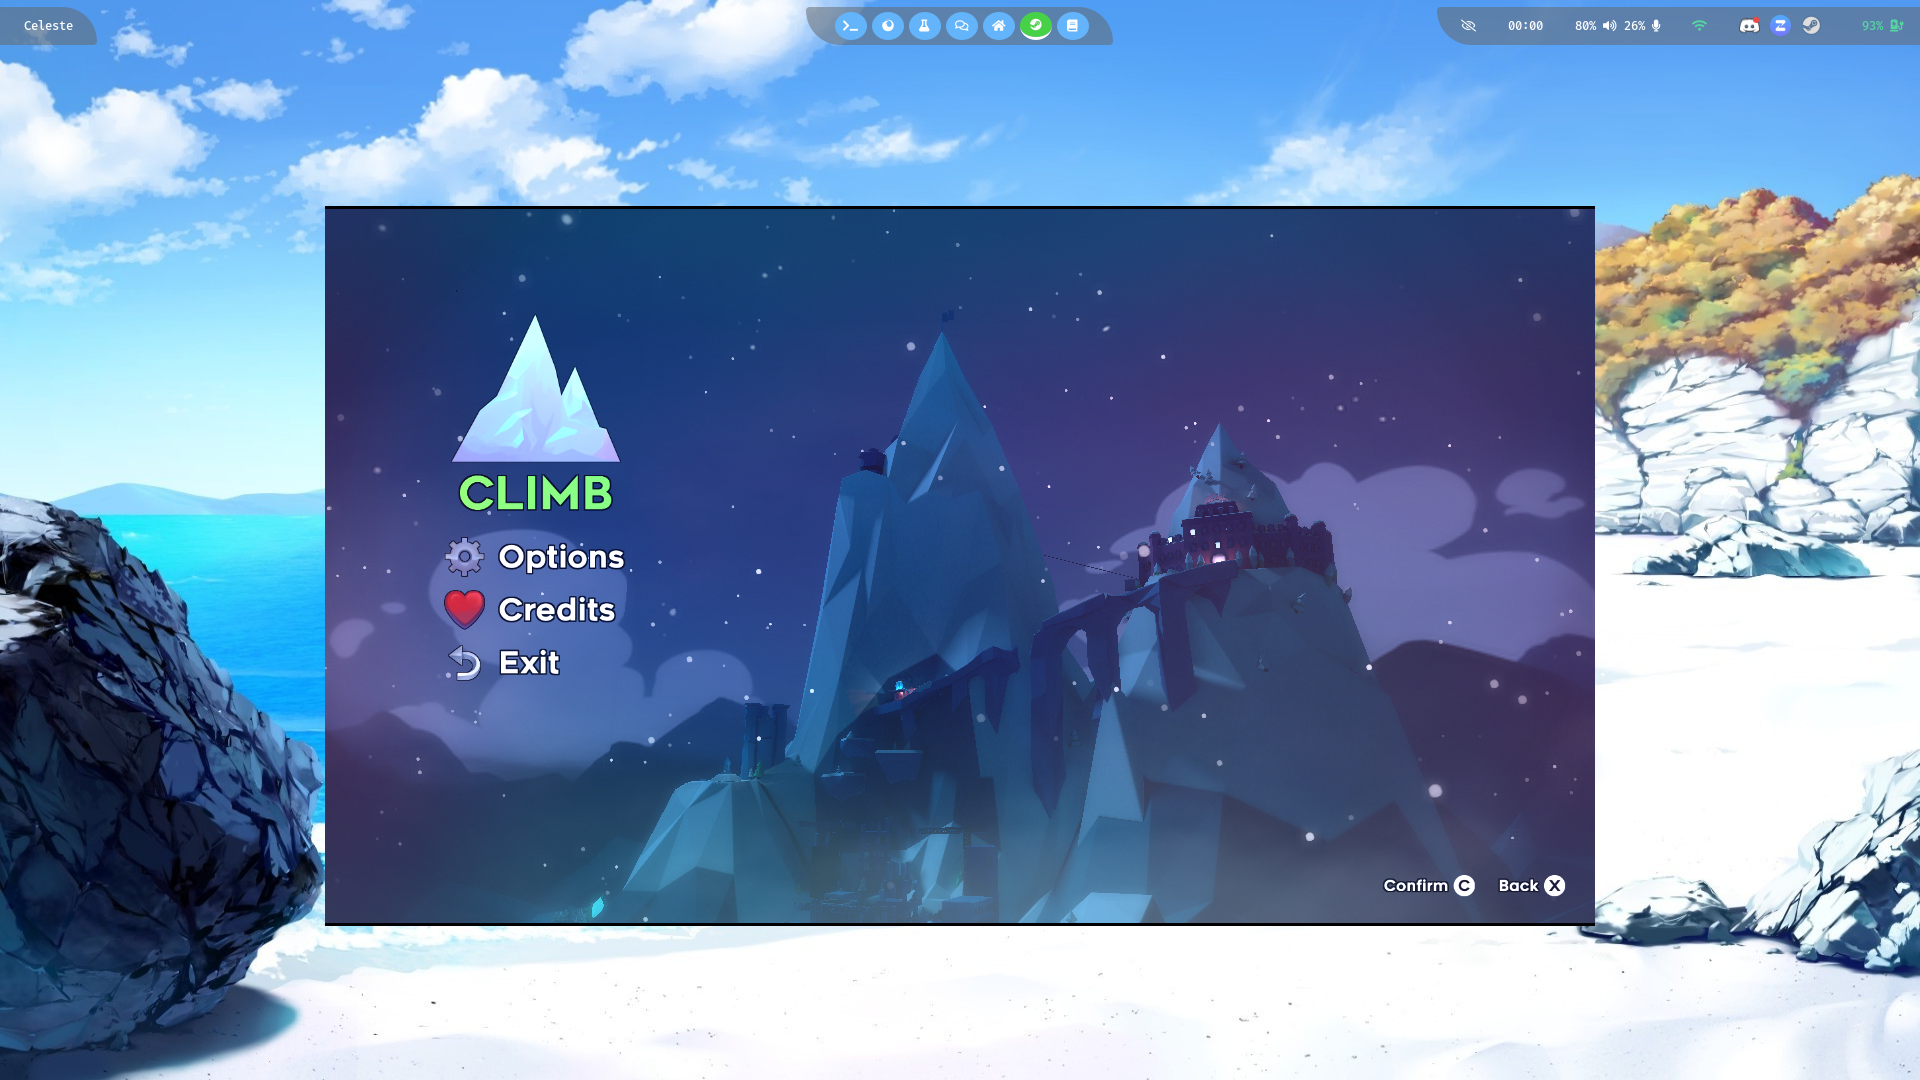 Celeste
00:00
80% 26%
93%
CLIMB
Options
Credits
Exit
Confirm C Back X